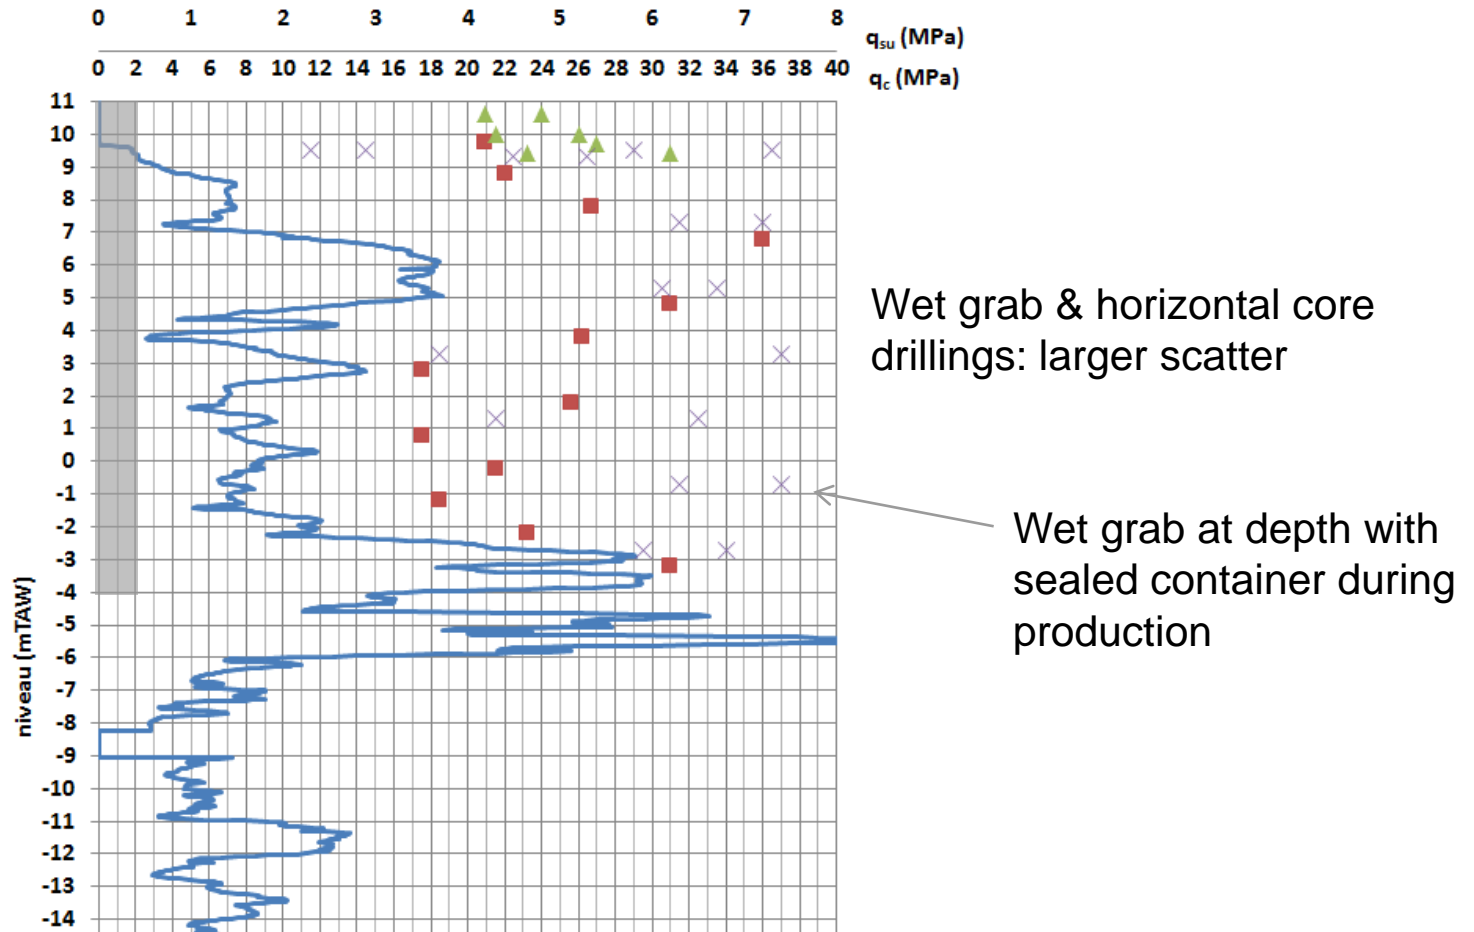 0 1 2 3 4 5 6 7 8
qsu (MPa)
0 2 4 6 8 10 12 14 16 18 20 22 24 26 28 30 32 34 36 38 40
qc (MPa)
11
10
9
8
7
6
5
4
3
2
1
0
-1
-2
-3
-4
-5
-6
-7
-8
-9
-10
-11
-12
-13
-14
niveau (mTAW)
Wet grab & horizontal core
drillings: larger scatter
Wet grab at depth with
sealed container during
production